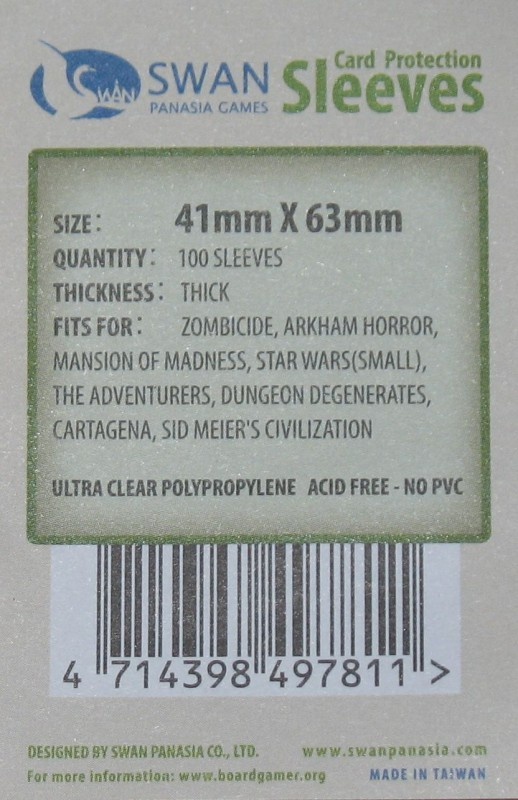 SWAN
SWAN
PANASIA GAMES
Card Protection
Sleeves
SIZE: 41mm X 63mm
QUANTITY: 100 SLEEVES
THICKNESS: THICK
FITS FOR: ZOMBICIDE, ARKHAM HORROR,
MANSION OF MADNESS, STAR WARS(SMALL),
THE ADVENTURERS, DUNGEON DEGENERATES,
CARTAGENA, SID MEIER'S CIVILIZATION
ULTRA CLEAR POLYPROPYLENE ACID FREE - NO PVC
4 714398 497811 >
DESIGNED BY SWAN PANASIA CO., LTD. www.swanpanasia.com
For more information: www.boardgamer.org MADE IN TAIWAN